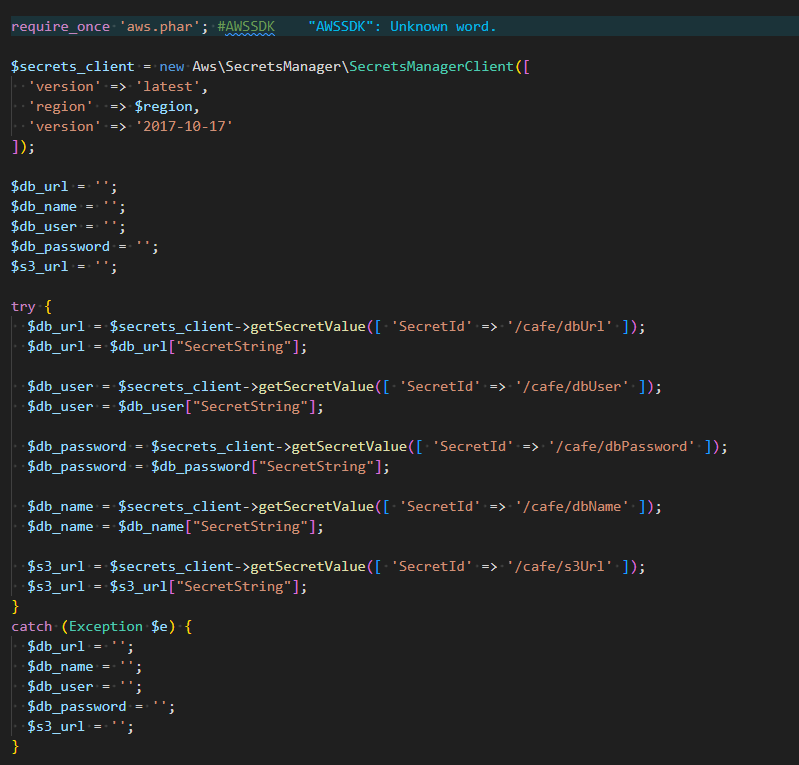 require_once 'aws.phar'; #AWSSDK "AWSSDK": Unknown word.
$secrets_client = new Aws\SecretsManager\SecretsManagerClient([
  'version' => 'latest',
  'region' => $region,
  'version' => '2017-10-17'
]);
$db_url = '';
$db_name = '';
$db_user = '';
$db_password = '';
$s3_url = '';
try {
  $db_url = $secrets_client->getSecretValue([ 'SecretId' => '/cafe/dbUrl' ]);
  $db_url = $db_url["SecretString"];
  $db_user = $secrets_client->getSecretValue([ 'SecretId' => '/cafe/dbUser' ]);
  $db_user = $db_user["SecretString"];
  $db_password = $secrets_client->getSecretValue([ 'SecretId' => '/cafe/dbPassword' ]);
  $db_password = $db_password["SecretString"];
  $db_name = $secrets_client->getSecretValue([ 'SecretId' => '/cafe/dbName' ]);
  $db_name = $db_name["SecretString"];
  $s3_url = $secrets_client->getSecretValue([ 'SecretId' => '/cafe/s3Url' ]);
  $s3_url = $s3_url["SecretString"];
}
catch (Exception $e) {
  $db_url = '';
  $db_name = '';
  $db_user = '';
  $db_password = '';
  $s3_url = '';
}